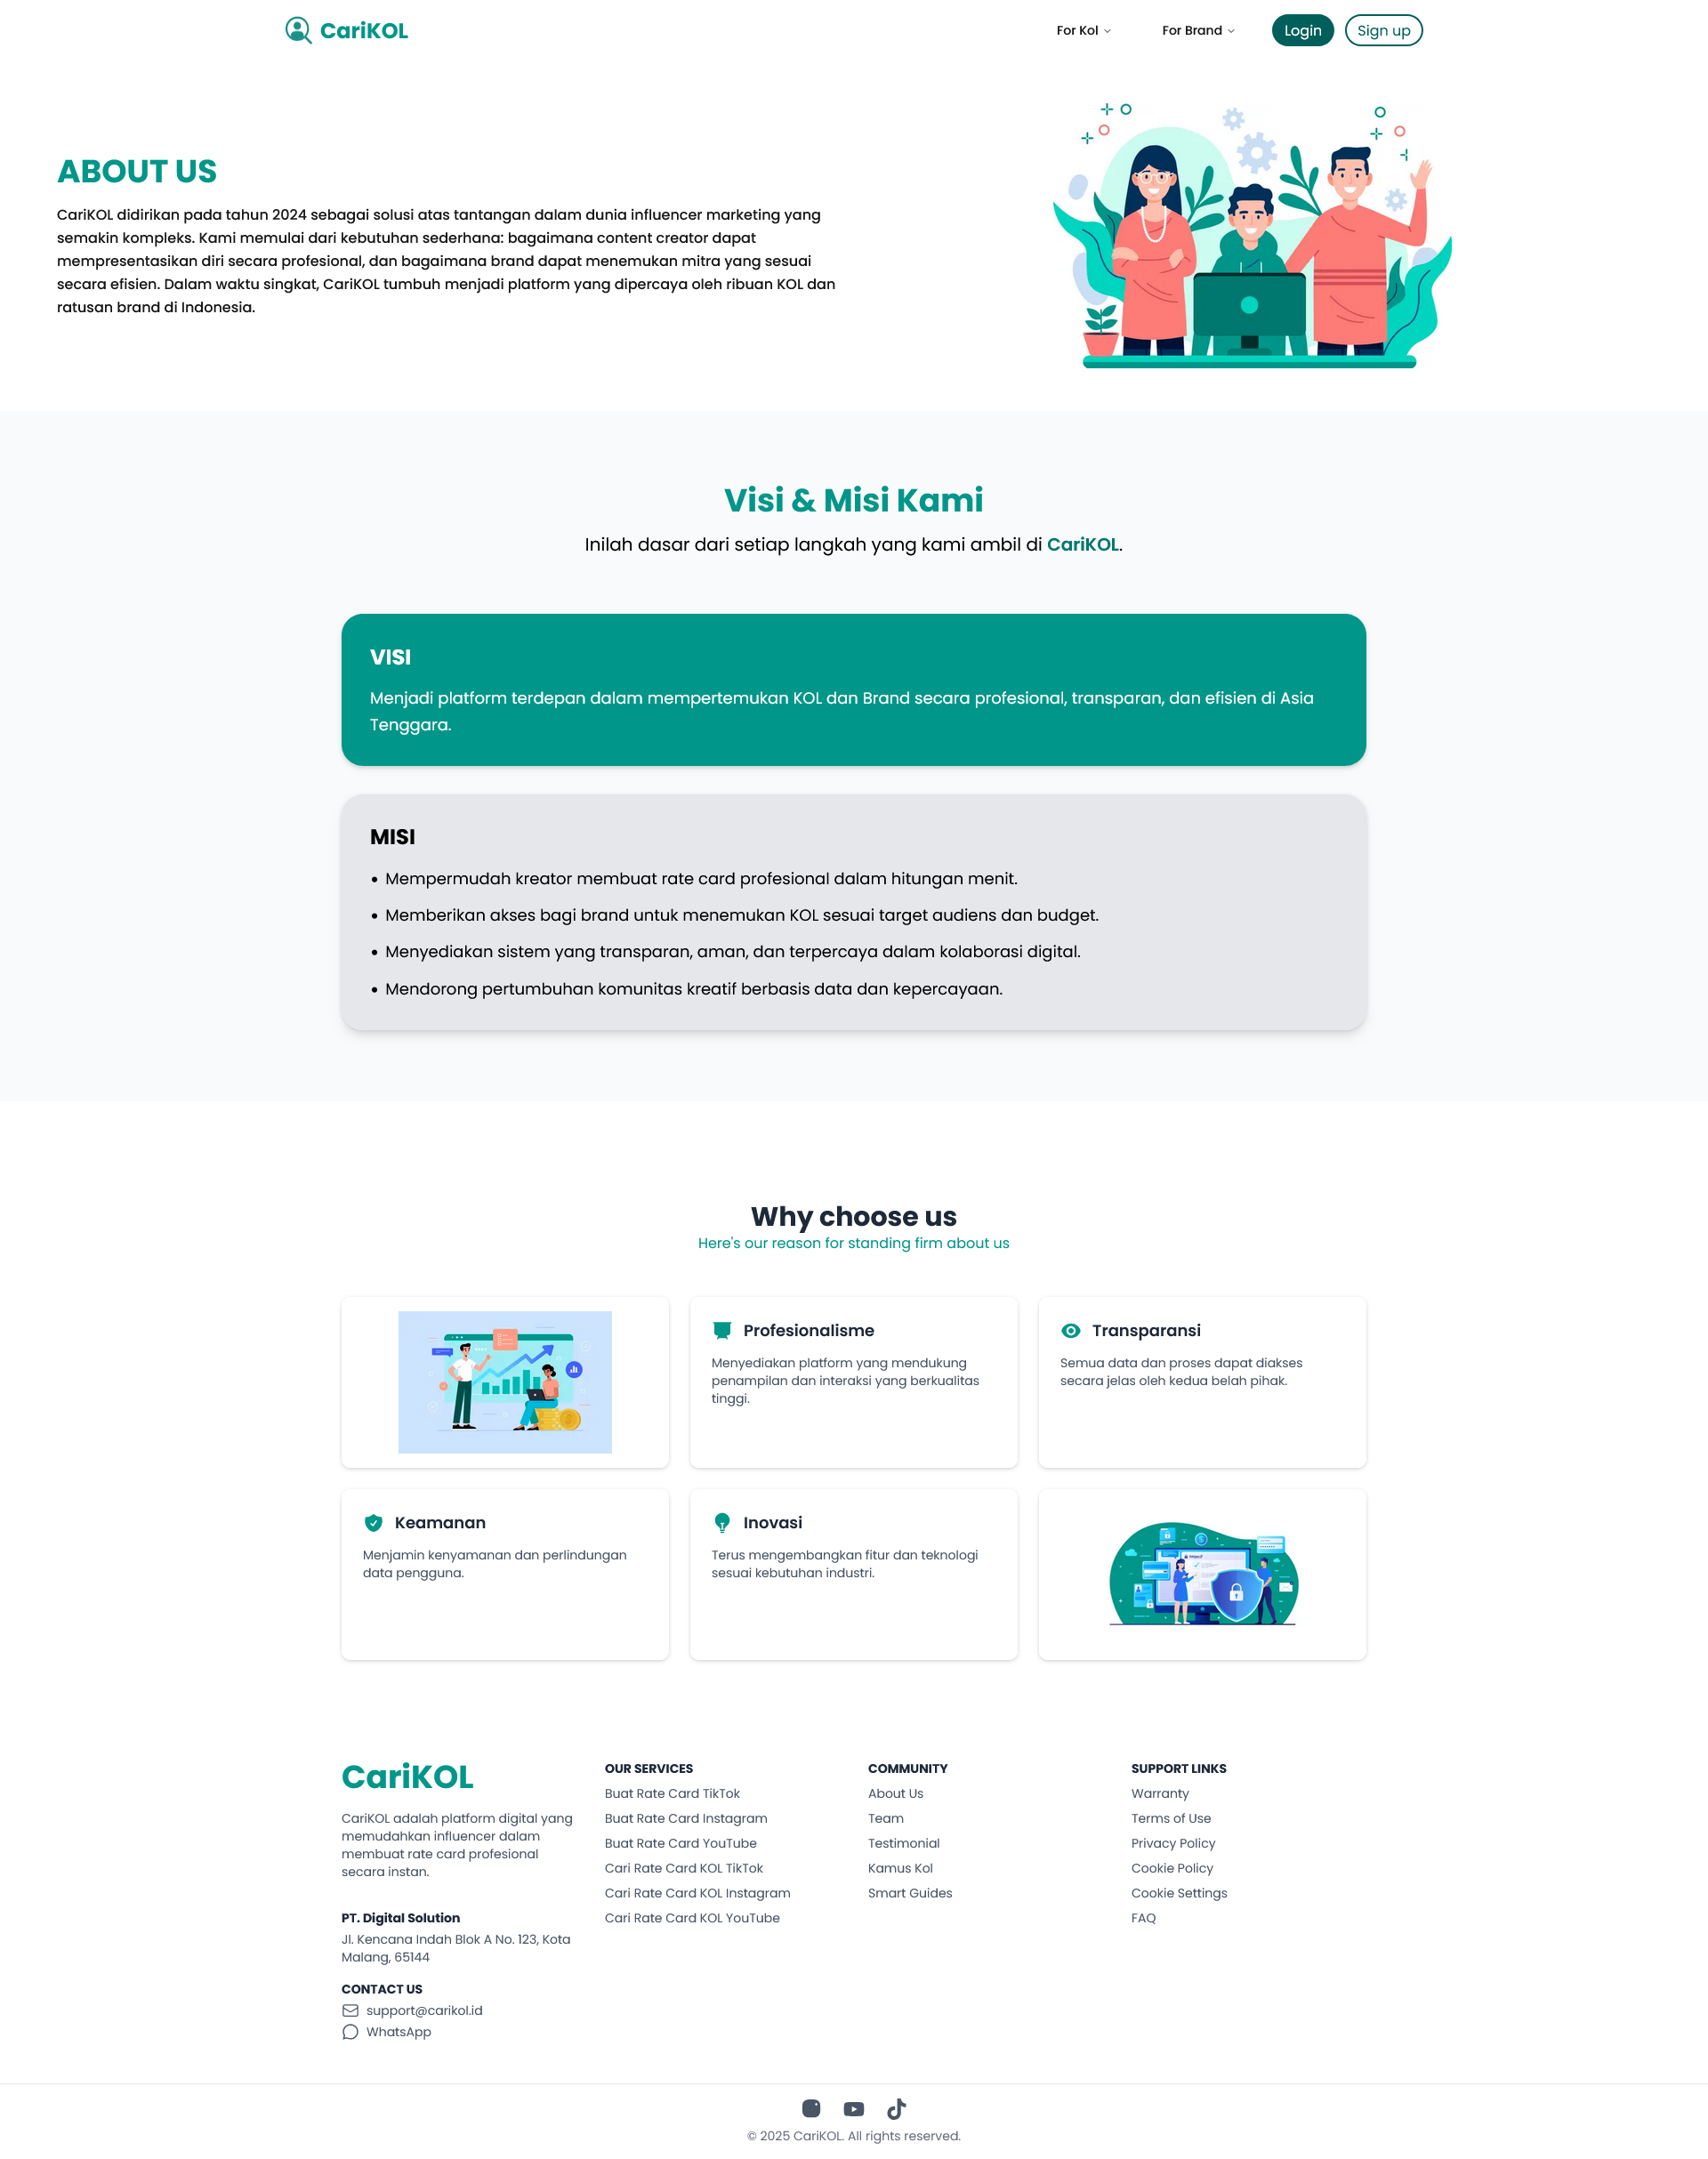 CariKOL
For Kol
For Brand
Login
Sign up
ABOUT US
CariKOL didirikan pada tahun 2024 sebagai solusi atas tantangan dalam dunia influencer marketing yang
semakin kompleks. Kami memulai dari kebutuhan sederhana: bagaimana content creator dapat
mempresentasikan diri secara profesional, dan bagaimana brand dapat menemukan mitra yang sesuai
secara efisien. Dalam waktu singkat, CariKOL tumbuh menjadi platform yang dipercaya oleh ribuan KOL dan
ratusan brand di Indonesia.
Visi & Misi Kami
Inilah dasar dari setiap langkah yang kami ambil di CariKOL.
VISI
Menjadi platform terdepan dalam mempertemukan KOL dan Brand secara profesional, transparan, dan efisien di Asia
Tenggara.
MISI
• Mempermudah kreator membuat rate card profesional dalam hitungan menit.
• Memberikan akses bagi brand untuk menemukan KOL sesuai target audiens dan budget.
• Menyediakan sistem yang transparan, aman, dan terpercaya dalam kolaborasi digital.
• Mendorong pertumbuhan komunitas kreatif berbasis data dan kepercayaan.
Why choose us
Here's our reason for standing firm about us
Profesionalisme
Menyediakan platform yang mendukung
penampilan dan interaksi yang berkualitas
tinggi.
Transparansi
Semua data dan proses dapat diakses
secara jelas oleh kedua belah pihak.
Keamanan
Menjamin kenyamanan dan perlindungan
data pengguna.
Inovasi
Terus mengembangkan fitur dan teknologi
sesuai kebutuhan industri.
CariKOL
CariKOL adalah platform digital yang
memudahkan influencer dalam
membuat rate card profesional
secara instan.
PT. Digital Solution
Jl. Kencana Indah Blok A No. 123, Kota
Malang, 65144
CONTACT US
support@carikol.id
WhatsApp
OUR SERVICES
Buat Rate Card TikTok
Buat Rate Card Instagram
Buat Rate Card YouTube
Cari Rate Card KOL TikTok
Cari Rate Card KOL Instagram
Cari Rate Card KOL YouTube
COMMUNITY
About Us
Team
Testimonial
Kamus Kol
Smart Guides
SUPPORT LINKS
Warranty
Terms of Use
Privacy Policy
Cookie Policy
Cookie Settings
FAQ
© 2025 CariKOL. All rights reserved.